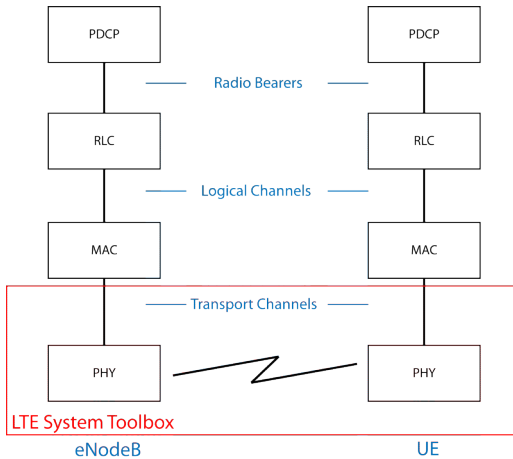 PDCP PDCP
Radio Bearers
RLC RLC
Logical Channels
MAC MAC
Transport Channels
PHY PHY
LTE System Toolbox
eNodeB UE